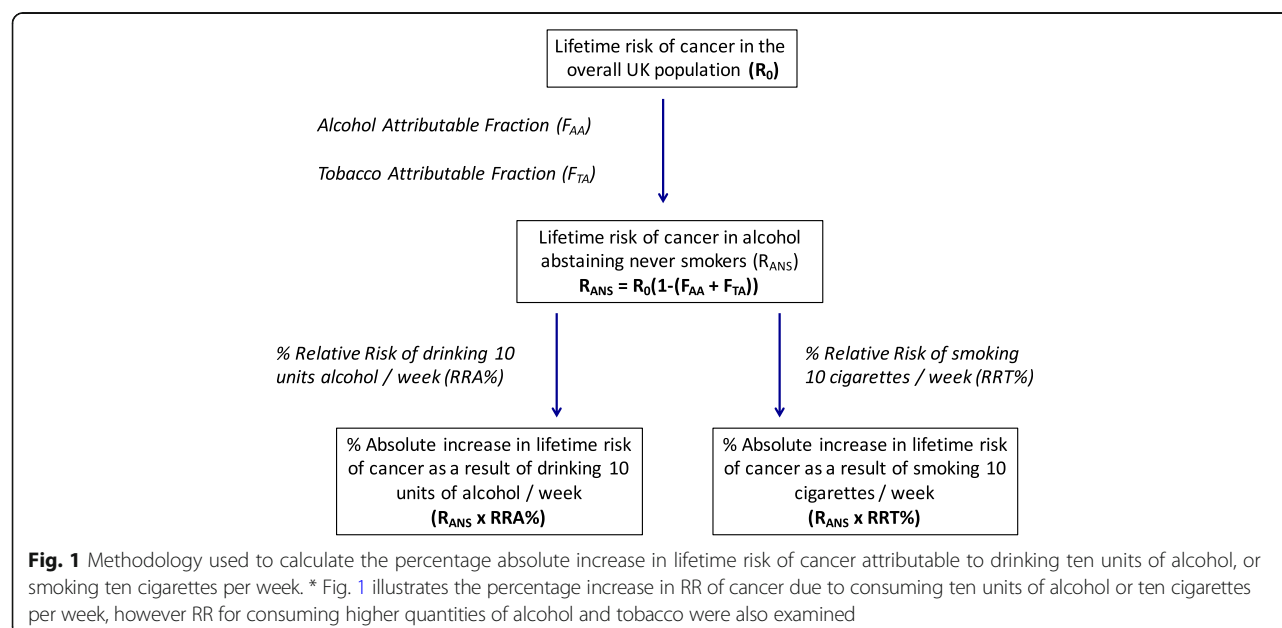 Lifetime risk of cancer in the
overall UK population (R0)
Alcohol Attributable Fraction (FAA)
Tobacco Attributable Fraction (FTA)
Lifetime risk of cancer in alcohol
abstaining never smokers (RANS)
RANS = R0(1-(FAA + FTA))
% Relative Risk of drinking 10
units alcohol / week (RRA%)
% Relative Risk of smoking
10 cigarettes / week (RRT%)
% Absolute increase in lifetime risk
of cancer as a result of drinking 10
units of alcohol / week
(RANS x RRA%)
% Absolute increase in lifetime risk
of cancer as a result of smoking 10
cigarettes / week
(RANS x RRT%)
Fig. 1 Methodology used to calculate the percentage absolute increase in lifetime risk of cancer attributable to drinking ten units of alcohol, or
smoking ten cigarettes per week. * Fig. 1 illustrates the percentage increase in RR of cancer due to consuming ten units of alcohol or ten cigarettes
per week, however RR for consuming higher quantities of alcohol and tobacco were also examined